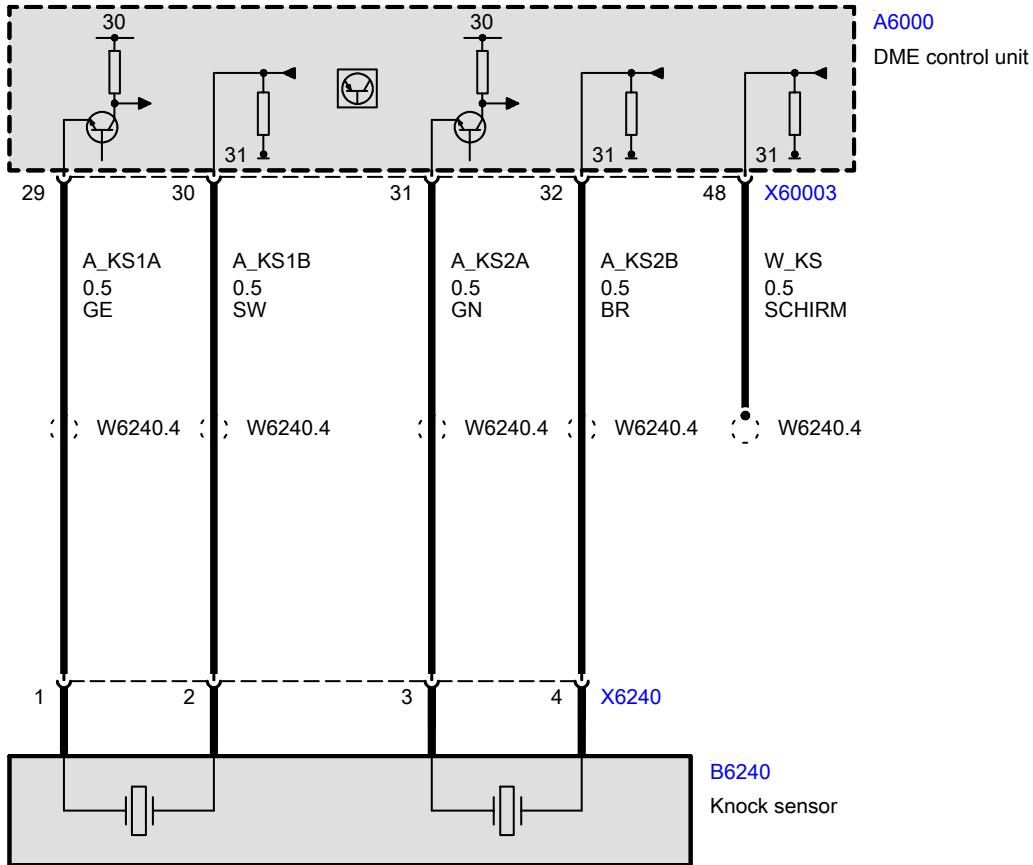 30
30
A6000
DME control unit
31
31
31
29
30
31
32
48
X60003
A_KS1A
0.5
GE
A_KS1B
0.5
SW
A_KS2A
0.5
GN
A_KS2B
0.5
BR
W_KS
0.5
SCHIRM
W6240.4
W6240.4
W6240.4
W6240.4
W6240.4
1
2
3
4
X6240
B6240
Knock sensor